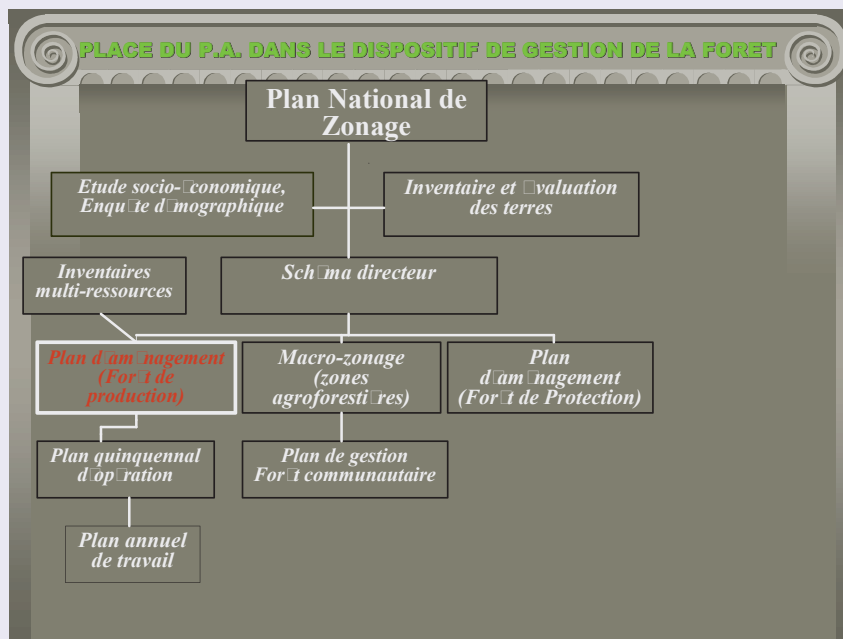 PLACE DU P.A. DANS LE DISPOSITIF DE GESTION DE LA FORET
Plan National de
Zonage
Etude socio-□conomique,
Enqu□te d□mographique
Inventaire et □valuation
des terres
Inventaires
multi-ressources
Sch□ma directeur
Plan d□am□nagement
(For□t de
production)
Macro-zonage
(zones
agroforesti□res)
Plan
d□am□nagement
(For□t de Protection)
Plan quinquennal
d□op□ration
Plan de gestion
For□t communautaire
Plan annuel
de travail